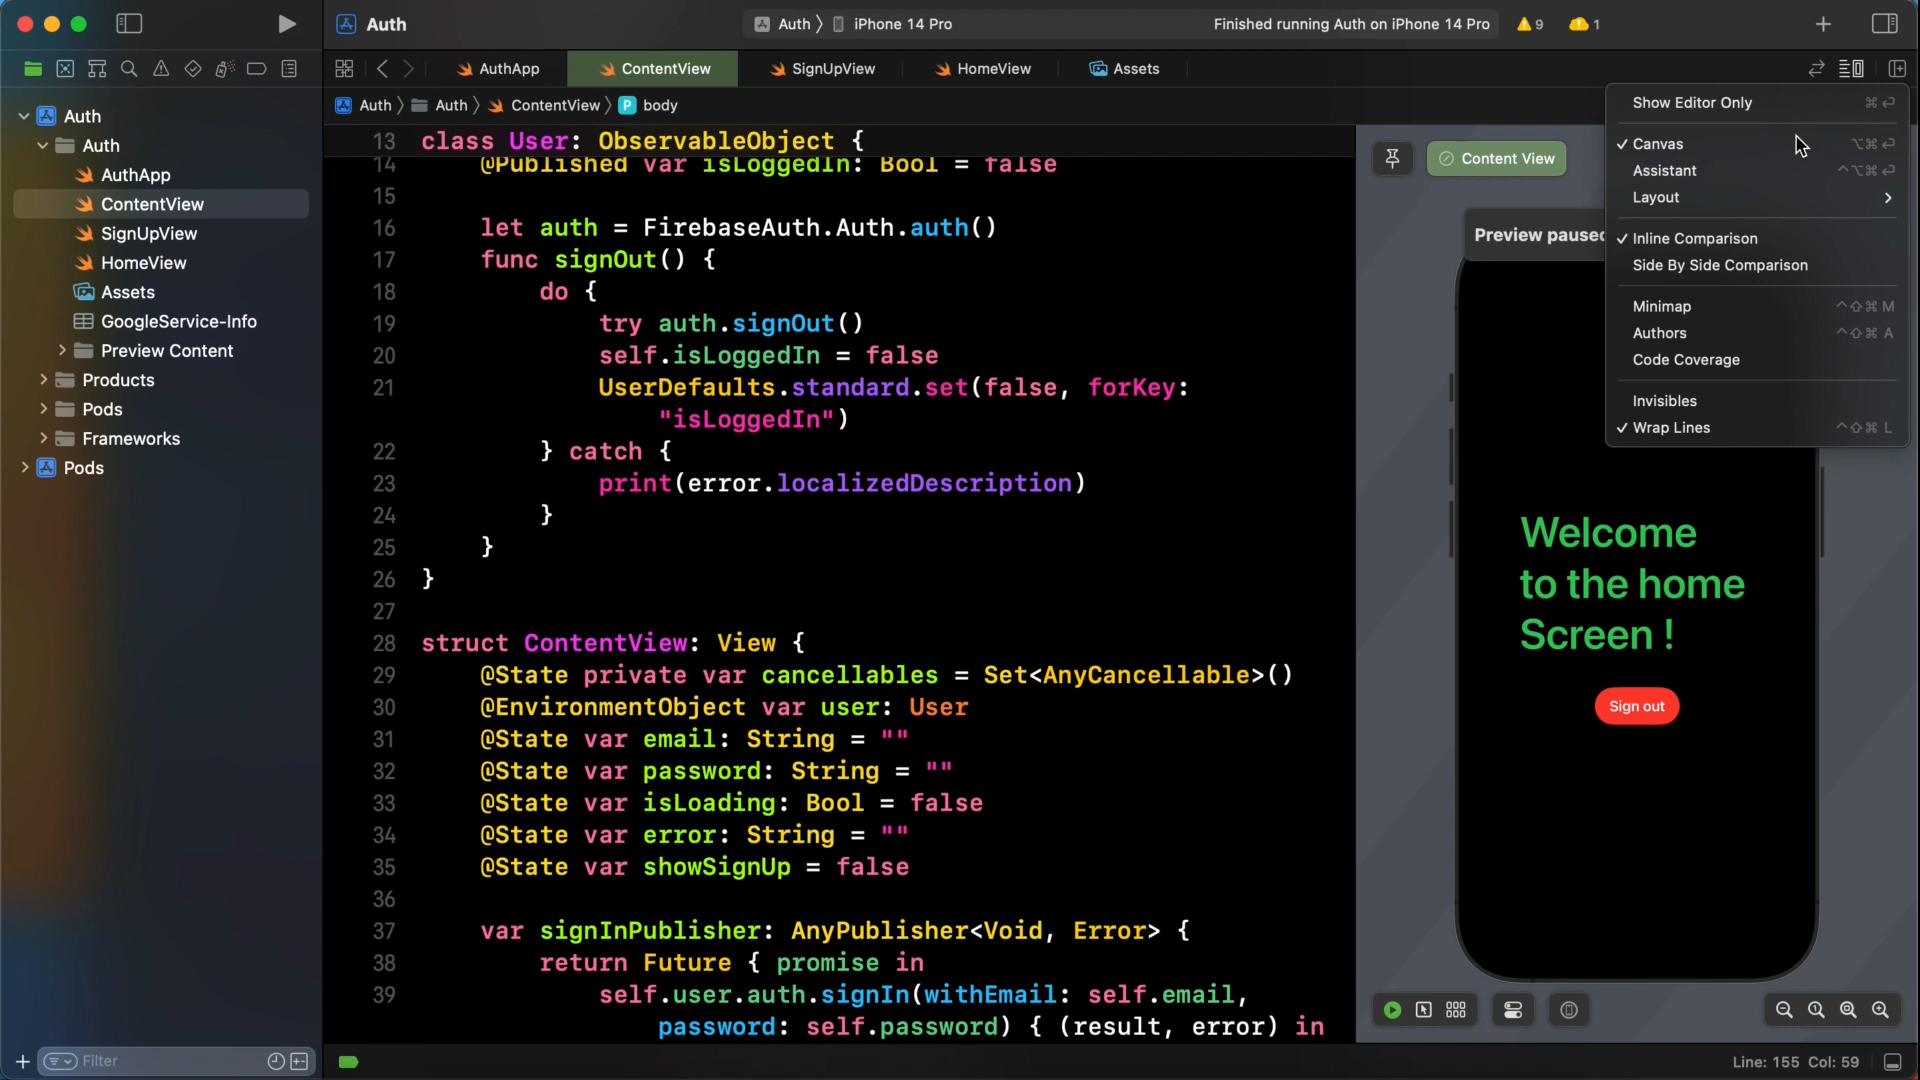 Auth
Auth 〉 iPhone 14 Pro
Finished running Auth on iPhone 14 Pro
9
1
AuthApp
ContentView
SignUpView
HomeView
Assets
Auth 〉 Auth 〉 ContentView 〉 P body
Auth
Auth
AuthApp
ContentView
SignUpView
HomeView
Assets
GoogleService-Info
Preview Content
Products
Pods
Frameworks
Pods
Filter
13 class User: ObservableObject {
14 @Published var isLoggedIn: Bool = false
15
16 let auth = FirebaseAuth.Auth.auth()
17 func signOut() {
18 do {
19 try auth.signOut()
20 self.isLoggedIn = false
21 UserDefaults.standard.set(false, forKey:
"isLoggedIn")
22 } catch {
23 print(error.localizedDescription)
24 }
25 }
26 }
27
28 struct ContentView: View {
29 @State private var cancellables = Set<AnyCancellable>()
30 @EnvironmentObject var user: User
31 @State var email: String = ""
32 @State var password: String = ""
33 @State var isLoading: Bool = false
34 @State var error: String = ""
35 @State var showSignUp = false
36
37 var signInPublisher: AnyPublisher<Void, Error> {
38 return Future { promise in
39 self.user.auth.signIn(withEmail: self.email,
password: self.password) { (result, error) in
Content View
Preview paused
Show Editor Only ⌘ ↩
✓ Canvas ⌥⌘ ↩
Assistant ^⌥⌘ ↩
Layout 〉
✓ Inline Comparison
Side By Side Comparison
Minimap ^⇧⌘ M
Authors ^⇧⌘ A
Code Coverage
Invisibles
✓ Wrap Lines ^⇧⌘ L
Welcome
to the home
Screen !
Sign out
Line: 155 Col: 59